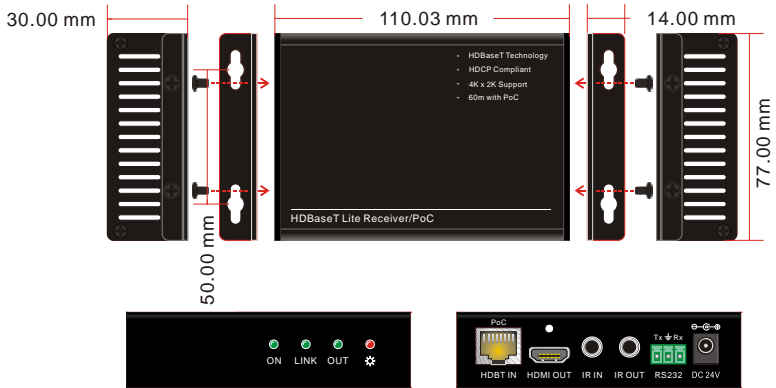 30.00 mm
110.03 mm
14.00 mm
• HDBaseT Technology
• HDCP Compliant
• 4K x 2K Support
• 60m with PoC
77.00 mm
50.00 mm
HDBaseT Lite Receiver/PoC
ON LINK OUT
PoC
Tx Rx
HDBT IN HDMI OUT IR IN IR OUT RS232 DC 24V